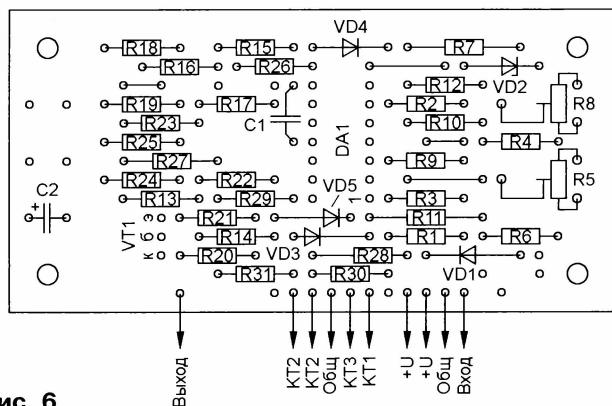 VD4
R18 R15 R7
R16 R26 VD2
R12
R19 R17 R2 R8
R23 C1 R10
R25 DA1 R4
R27 R9
R24 R22 R5
C2 R13 R29 VD5 1 R3
+ VT1 э R21 R11
б R14 VD3 R1 R6
к R20 R28 VD1
R31 R30
Выход КТ2 КТ2 Общ КТ3 КТ1 +U +U Общ Вход
ис. 6